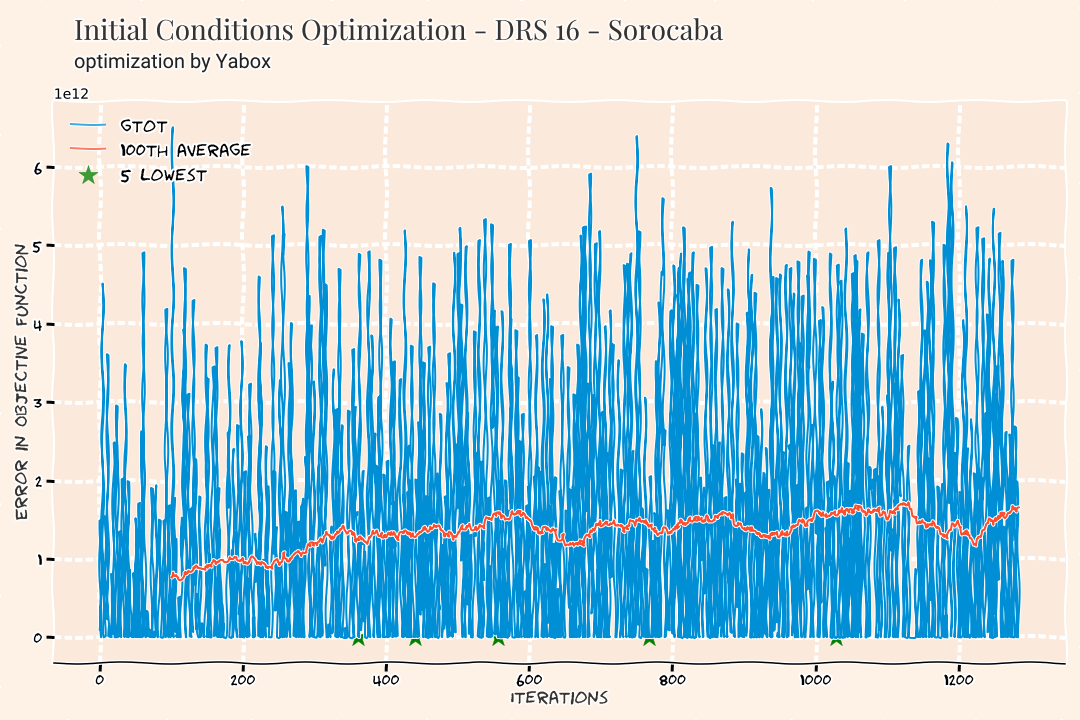 Initial Conditions Optimization - DRS 16 - Sorocaba
optimization by Yabox
1e12
GTOT
100TH AVERAGE
5 LOWEST
ERROR IN OBJECTIVE FUNCTION
6
5
4
3
2
1
0
0 200 400 600 800 1000 1200
ITERATIONS